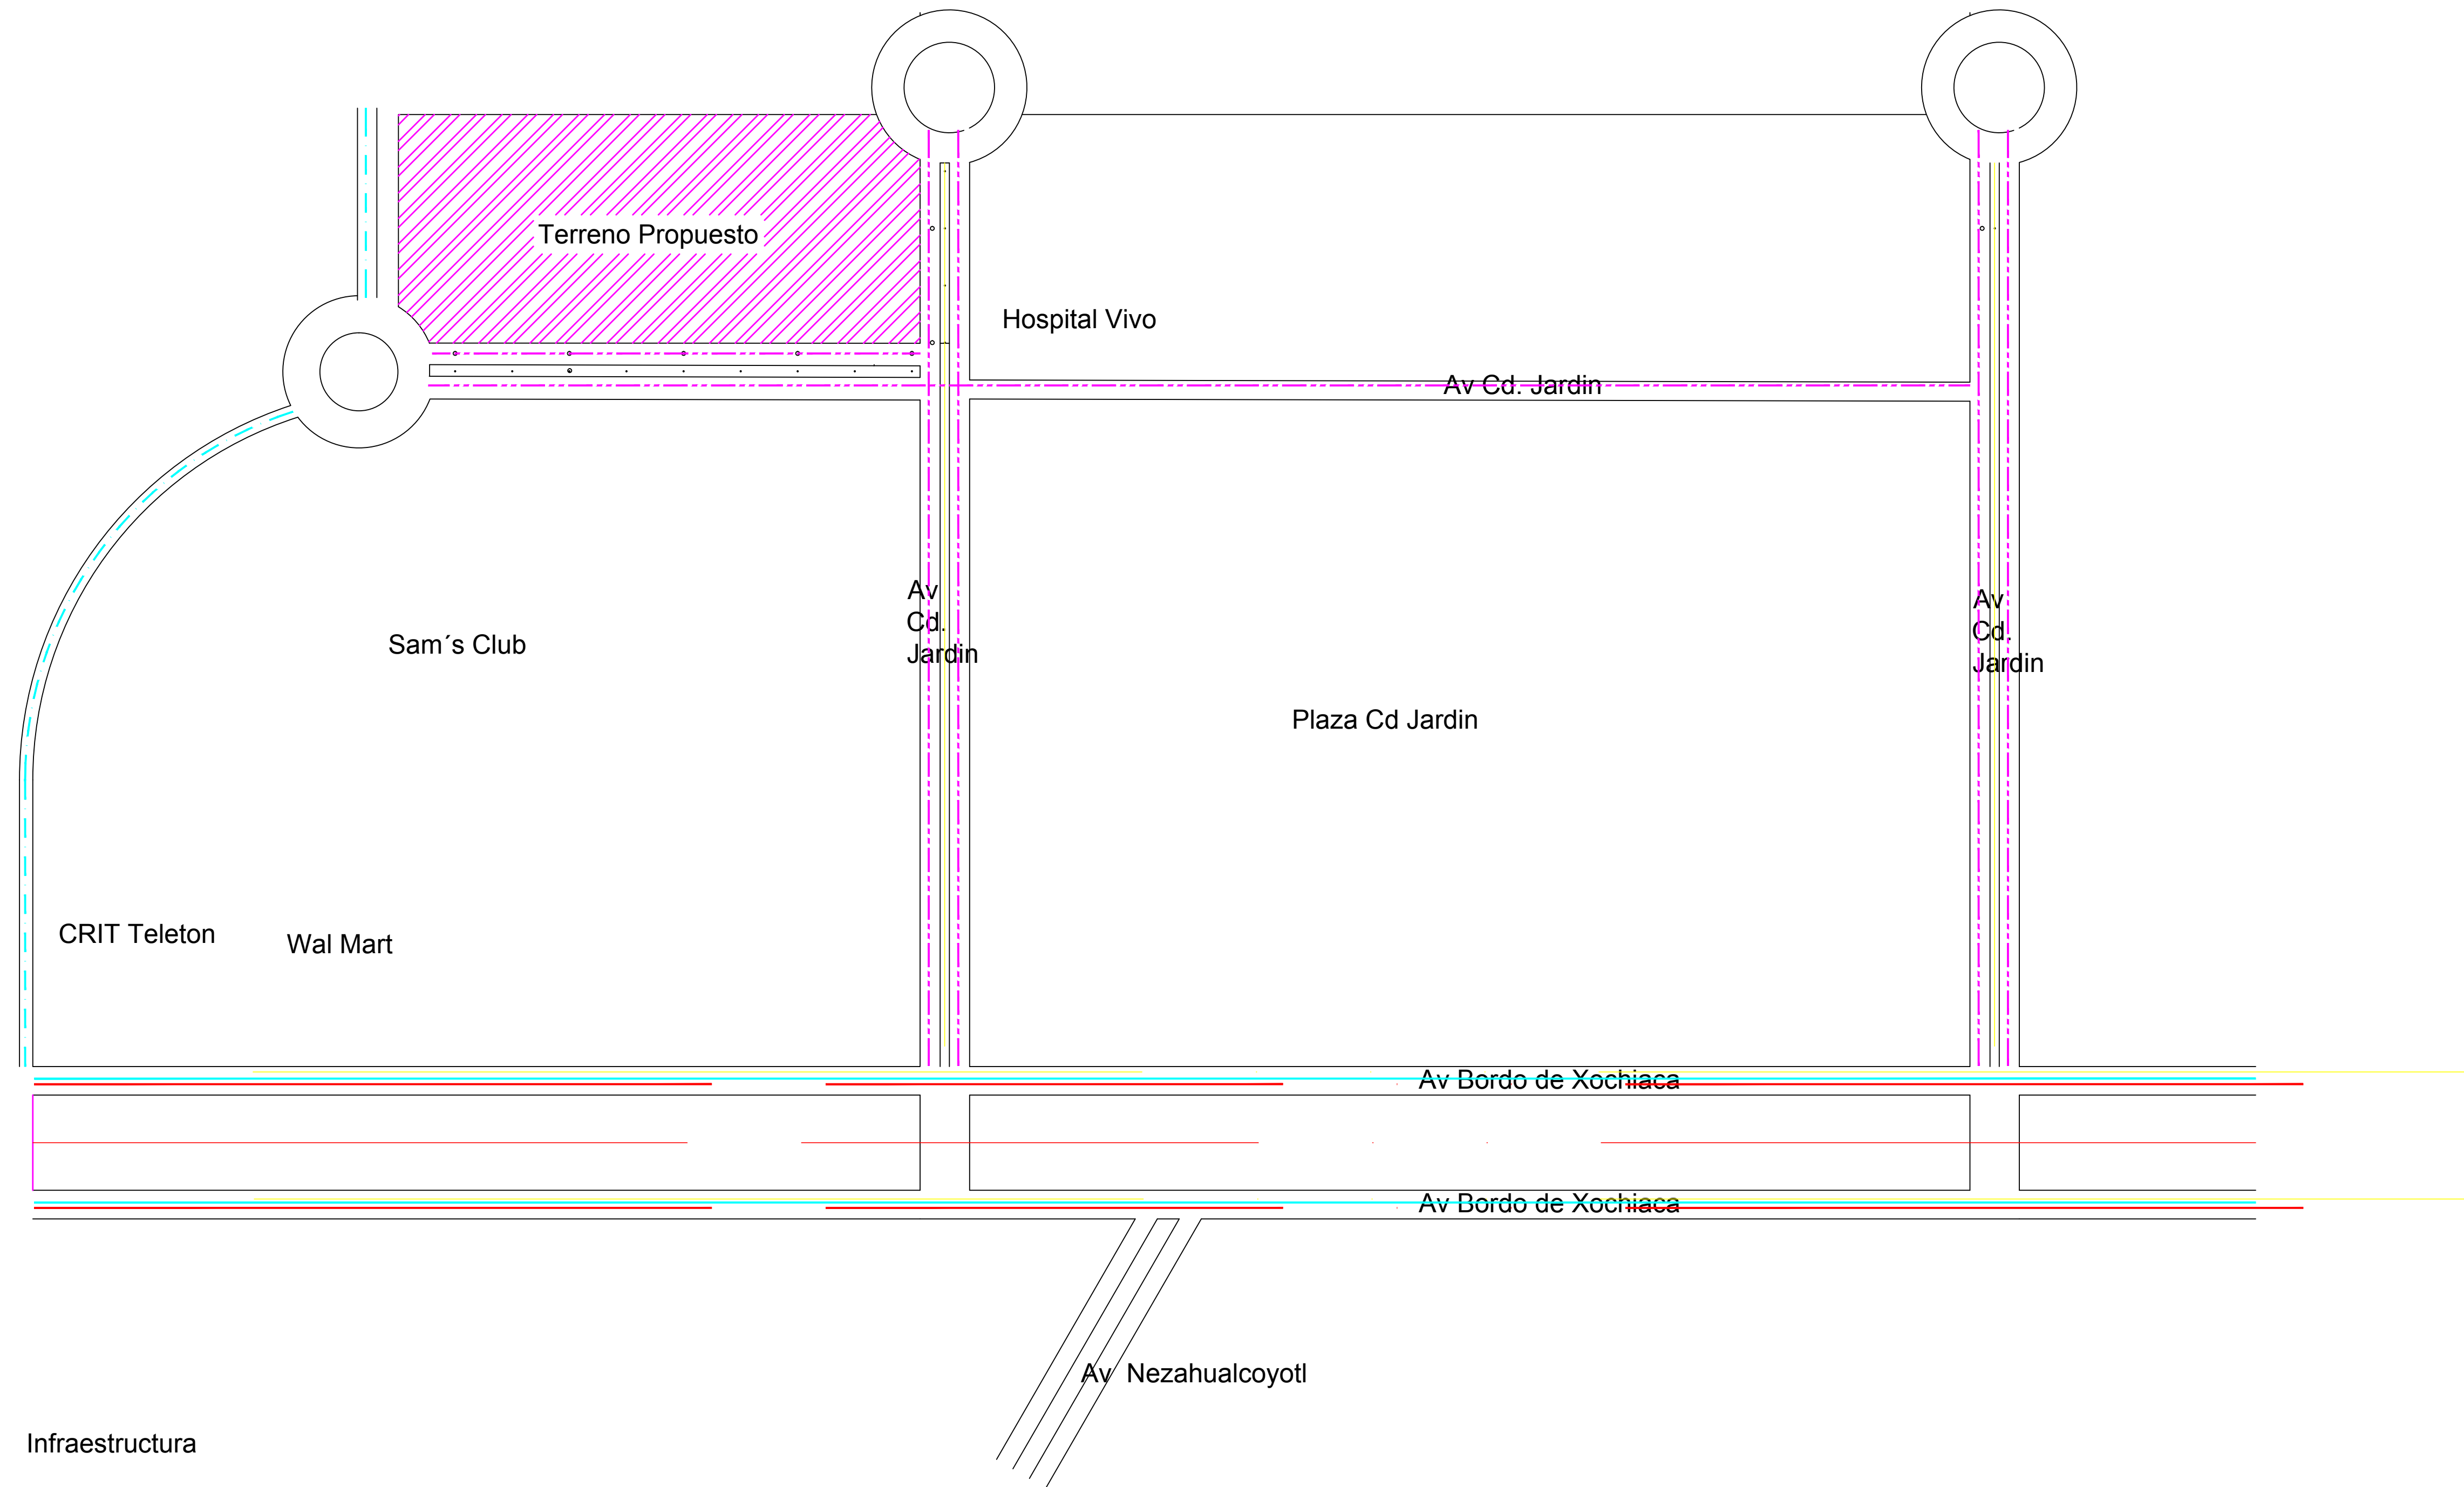 Terreno Propuesto
Hospital Vivo
Av Cd. Jardin
Av
Cd.
Jardin
Av
Cd.
Jardin
Sam´s Club
Plaza Cd Jardin
CRIT Teleton
Wal Mart
Av Bordo de Xochiaca
Av Bordo de Xochiaca
Av Nezahualcoyotl
Infraestructura